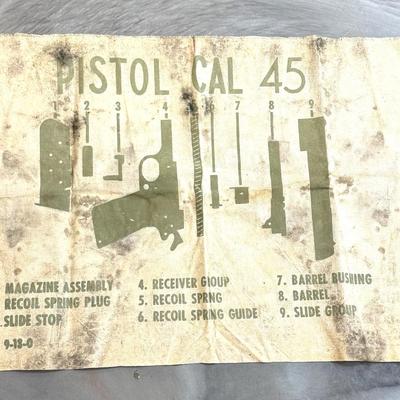 PISTOL CAL 45
1 2 3 4 6 7 8 9
MAGAZINE ASSEMBLY
RECOIL SPRING PLUG
SLIDE STOP
9-18-0
4. RECEIVER GIOUP
5. RECOIL SPRNG
6. RECOIL SPRING GUIDE
7. BARREL BUSHING
8. BARREL
9. SLIDE GROUP